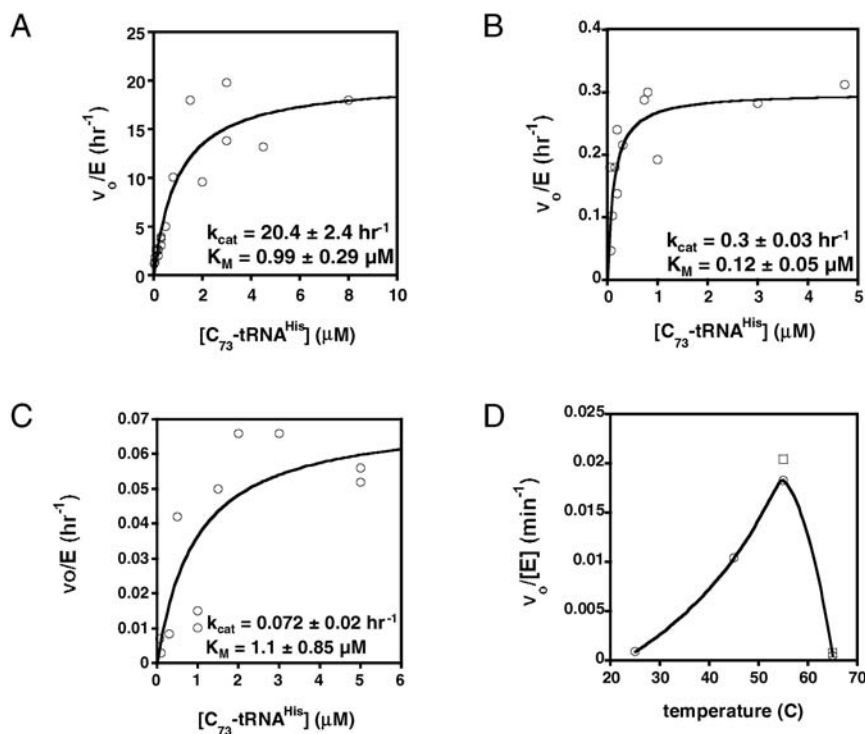 A
v₀/E (hr⁻¹)
25
20
15
10
5
0
k_cat = 20.4 ± 2.4 hr⁻¹
K_M = 0.99 ± 0.29 µM
0 2 4 6 8 10
[C₇₃-tRNA^His] (µM)
B
v₀/E (hr⁻¹)
0.4
0.3
0.2
0.1
0
k_cat = 0.3 ± 0.03 hr⁻¹
K_M = 0.12 ± 0.05 µM
0 1 2 3 4 5
[C₇₃-tRNA^His] (µM)
C
vo/E (hr⁻¹)
0.07
0.06
0.05
0.04
0.03
0.02
0.01
0
k_cat = 0.072 ± 0.02 hr⁻¹
K_M = 1.1 ± 0.85 µM
0 1 2 3 4 5 6
[C₇₃-tRNA^His] (µM)
D
v₀/[E] (min⁻¹)
0.025
0.02
0.015
0.01
0.005
0
20 30 40 50 60 70
temperature (C)